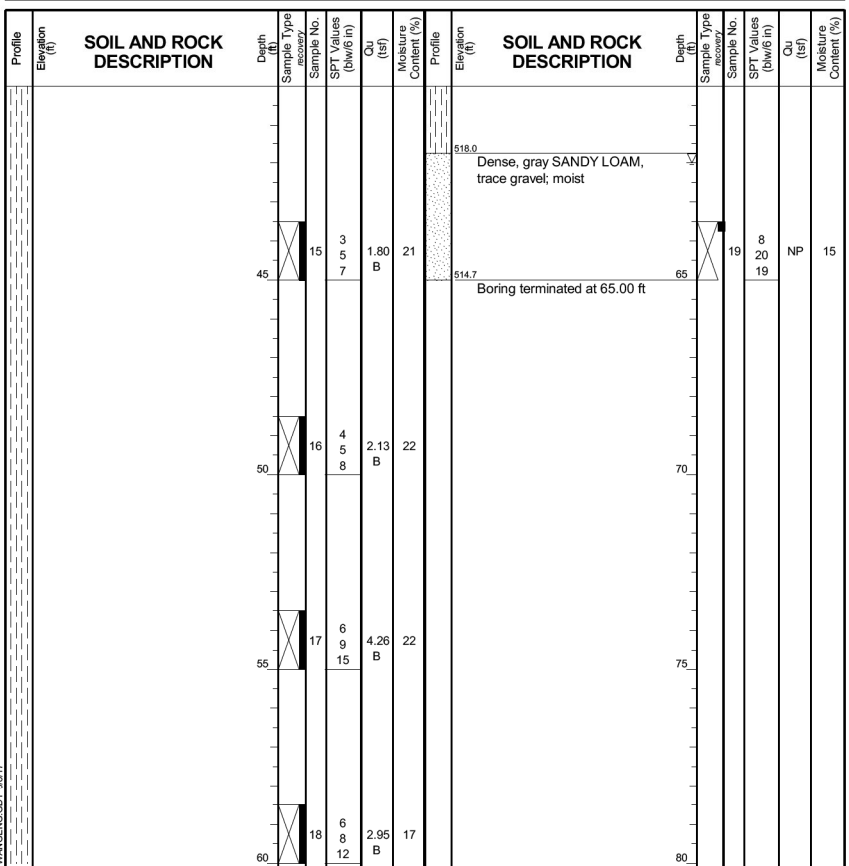 Profile
Elevation
(ft)
SOIL AND ROCK
DESCRIPTION
Depth
(ft)
Sample Type
recovery
Sample No.
SPT Values
(blw/6 in)
Qu
(tsf)
Moisture
Content (%)
15
3
5
7
1.80
B
21
45
16
4
5
8
2.13
B
22
50
17
6
9
15
4.26
B
22
55
18
6
8
12
2.95
B
17
60
Profile
Elevation
(ft)
SOIL AND ROCK
DESCRIPTION
Depth
(ft)
Sample Type
recovery
Sample No.
SPT Values
(blw/6 in)
Qu
(tsf)
Moisture
Content (%)
518.0
Dense, gray SANDY LOAM,
trace gravel; moist
19
8
20
19
NP
15
514.7
65
Boring terminated at 65.00 ft
70
75
80